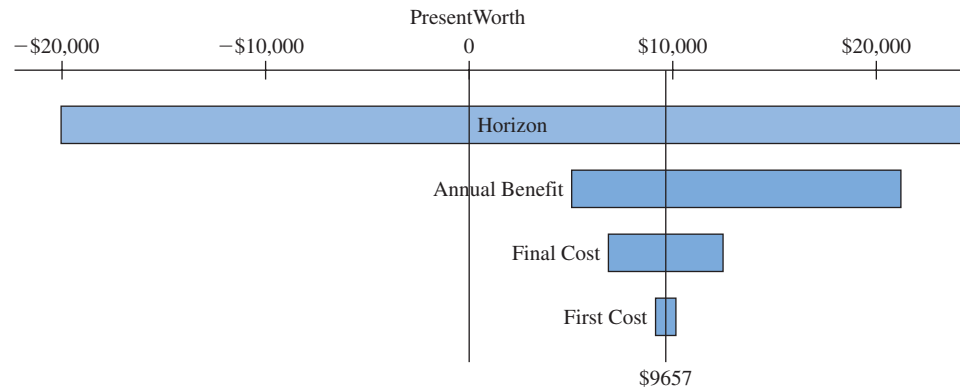 PresentWorth
−$20,000 −$10,000 0 $10,000 $20,000
Horizon
Annual Benefit
Final Cost
First Cost
$9657